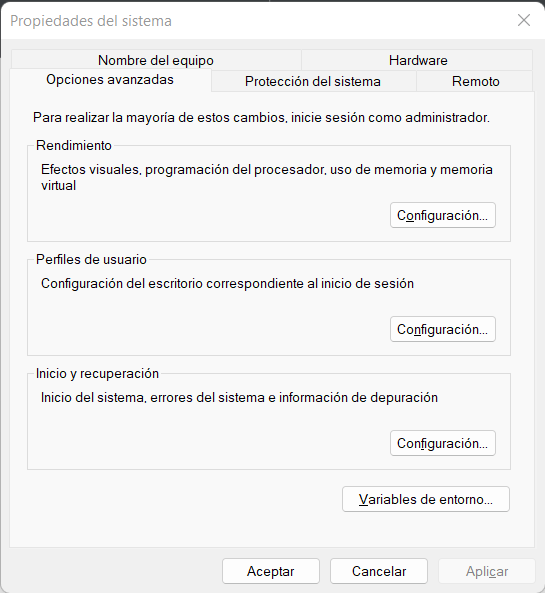 Propiedades del sistema
Nombre del equipo
Hardware
Opciones avanzadas
Protección del sistema
Remoto
Para realizar la mayoría de estos cambios, inicie sesión como administrador.
Rendimiento
Efectos visuales, programación del procesador, uso de memoria y memoria
virtual
Configuración...
Perfiles de usuario
Configuración del escritorio correspondiente al inicio de sesión
Configuración...
Inicio y recuperación
Inicio del sistema, errores del sistema e información de depuración
Configuración...
Variables de entorno...
Aceptar
Cancelar
Aplicar